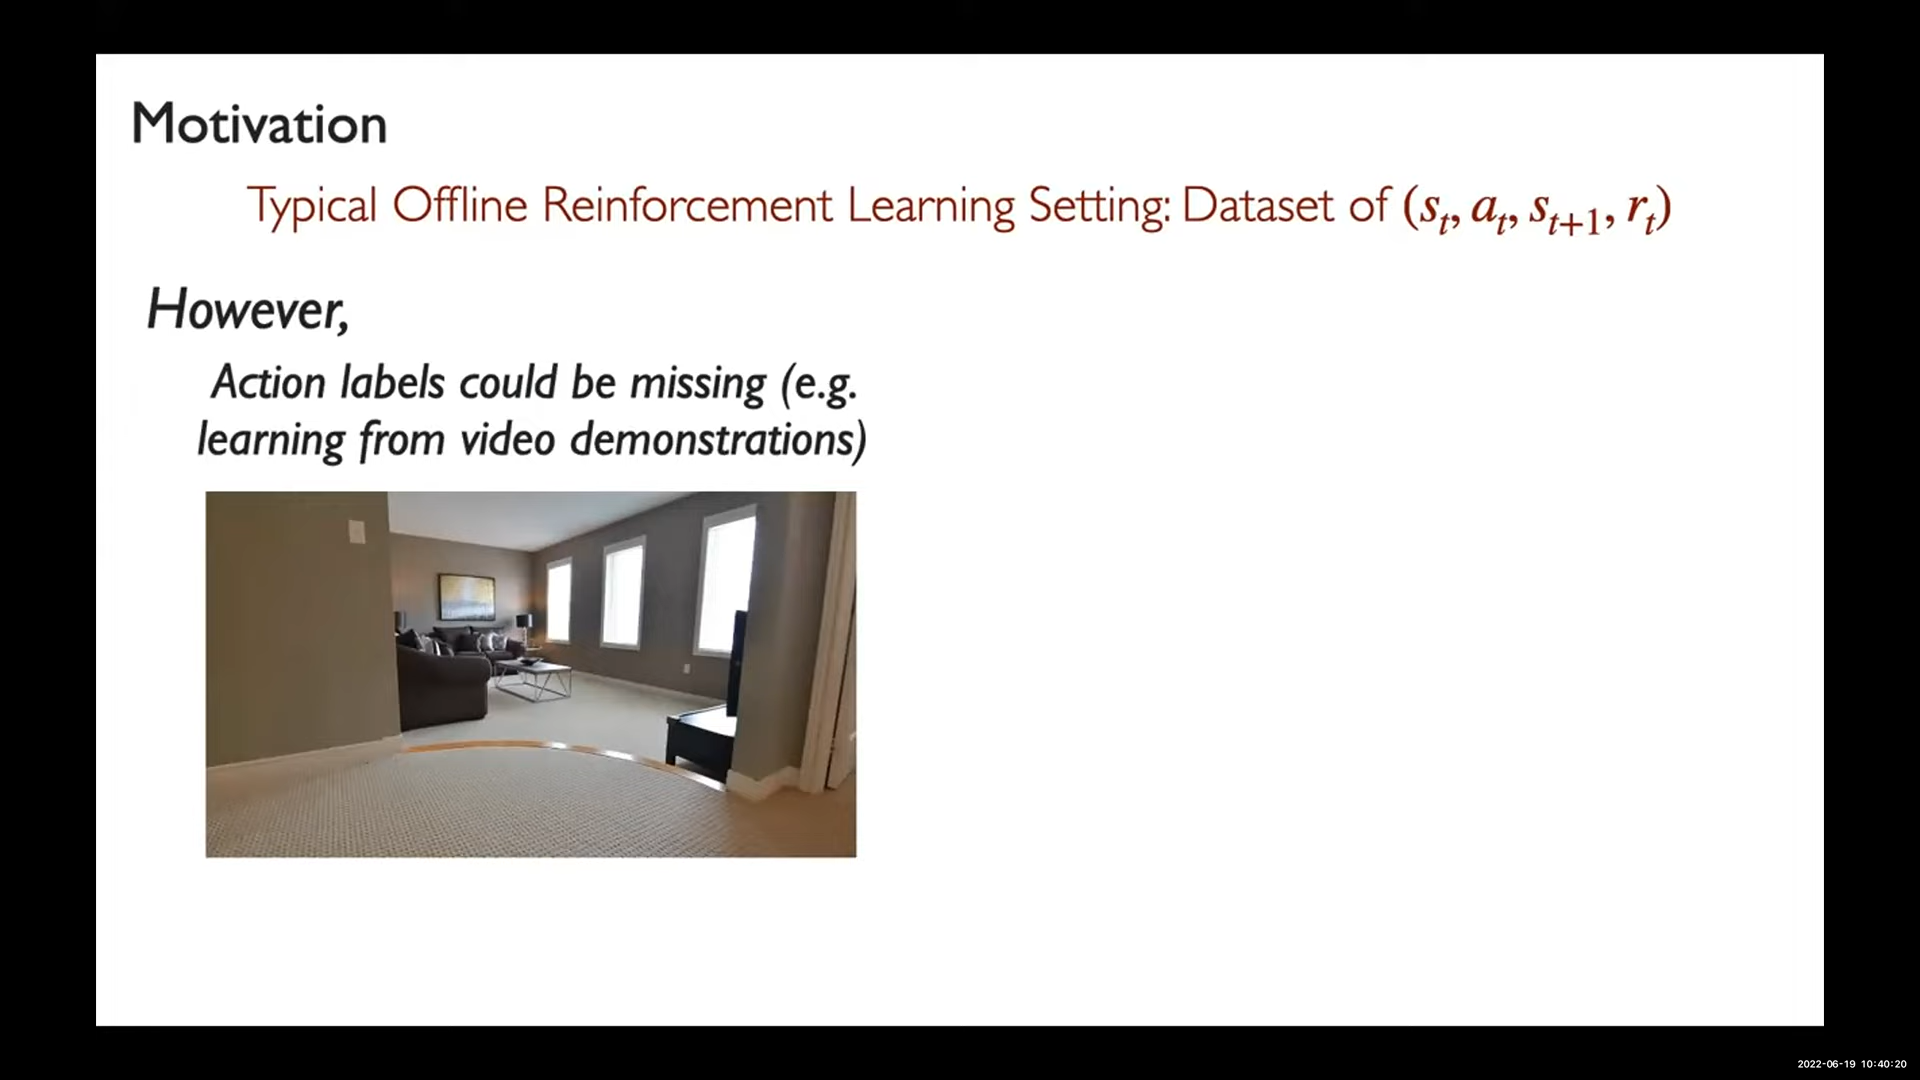 Motivation
Typical Offline Reinforcement Learning Setting: Dataset of (s_t, a_t, s_{t+1}, r_t)
However,
Action labels could be missing (e.g.
learning from video demonstrations)
2022-06-19 10:40:20